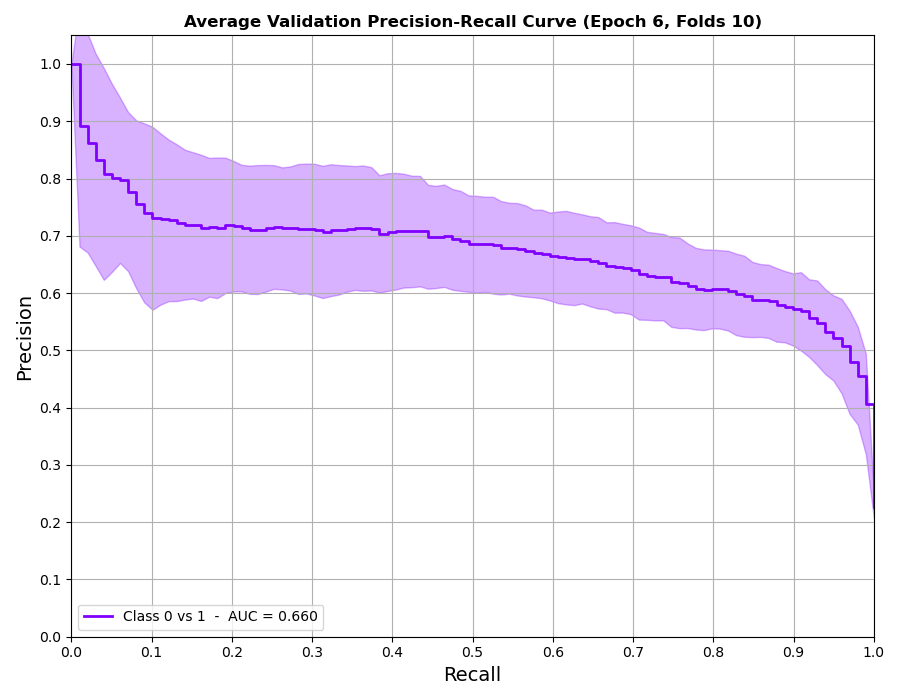 Average Validation Precision-Recall Curve (Epoch 6, Folds 10)
Precision
1.0
0.9
0.8
0.7
0.6
0.5
0.4
0.3
0.2
0.1
0.0
Class 0 vs 1 - AUC = 0.660
0.0 0.1 0.2 0.3 0.4 0.5 0.6 0.7 0.8 0.9 1.0
Recall